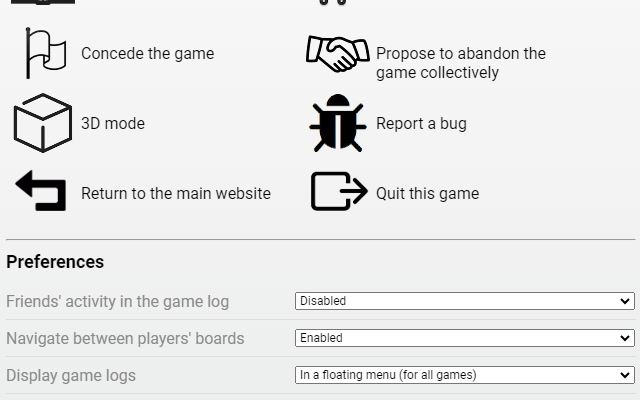 Concede the game
Propose to abandon the
game collectively
3D mode
Report a bug
Return to the main website
Quit this game
Preferences
Friends' activity in the game log
Disabled
Navigate between players' boards
Enabled
Display game logs
In a floating menu (for all games)